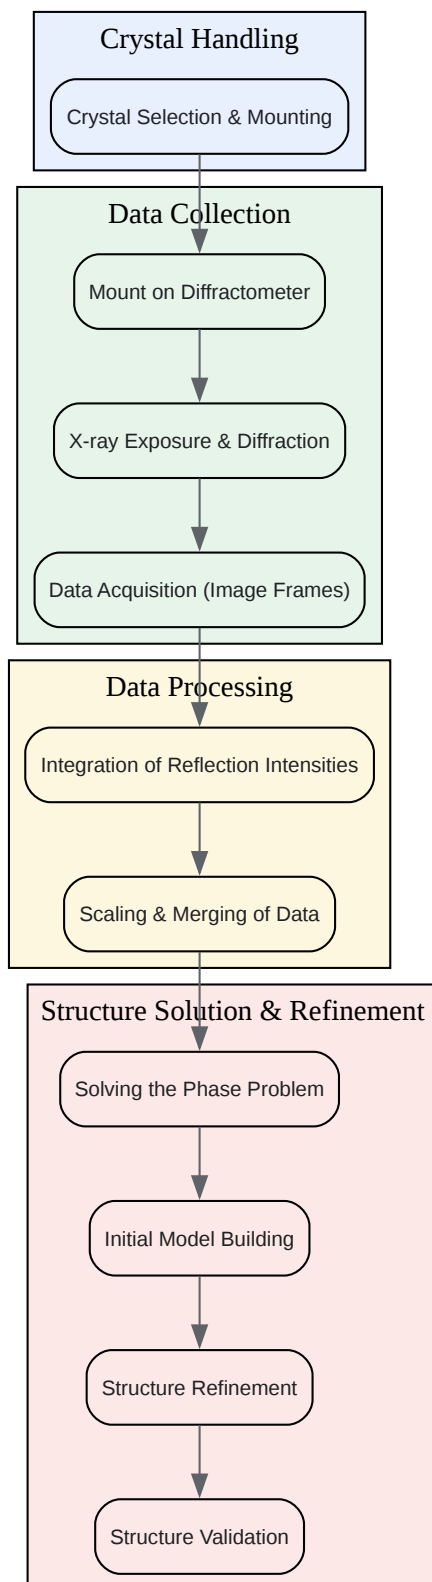 Crystal Handling
Crystal Selection & Mounting
Data Collection
Mount on Diffractometer
X-ray Exposure & Diffraction
Data Acquisition (Image Frames)
Data Processing
Integration of Reflection Intensities
Scaling & Merging of Data
Structure Solution & Refinement
Solving the Phase Problem
Initial Model Building
Structure Refinement
Structure Validation